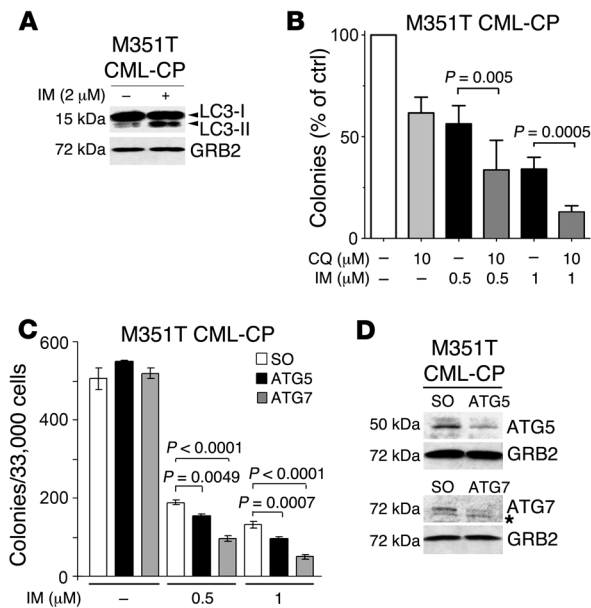 A
M351T
CML-CP
IM (2 μM) – +
15 kDa LC3-I
LC3-II
72 kDa GRB2
B
M351T CML-CP
Colonies (% of ctrl)
100
50
0
P = 0.005
P = 0.0005
CQ (μM) – 10 – 10 – 10
IM (μM) – – 0.5 0.5 1 1
C
M351T CML-CP
Colonies/33,000 cells
600
400
200
0
SO
ATG5
ATG7
P < 0.0001
P = 0.0049
P < 0.0001
P = 0.0007
IM (μM) – 0.5 1
D
M351T
CML-CP
SO ATG5
50 kDa ATG5
72 kDa GRB2
SO ATG7
72 kDa ATG7
*
72 kDa GRB2